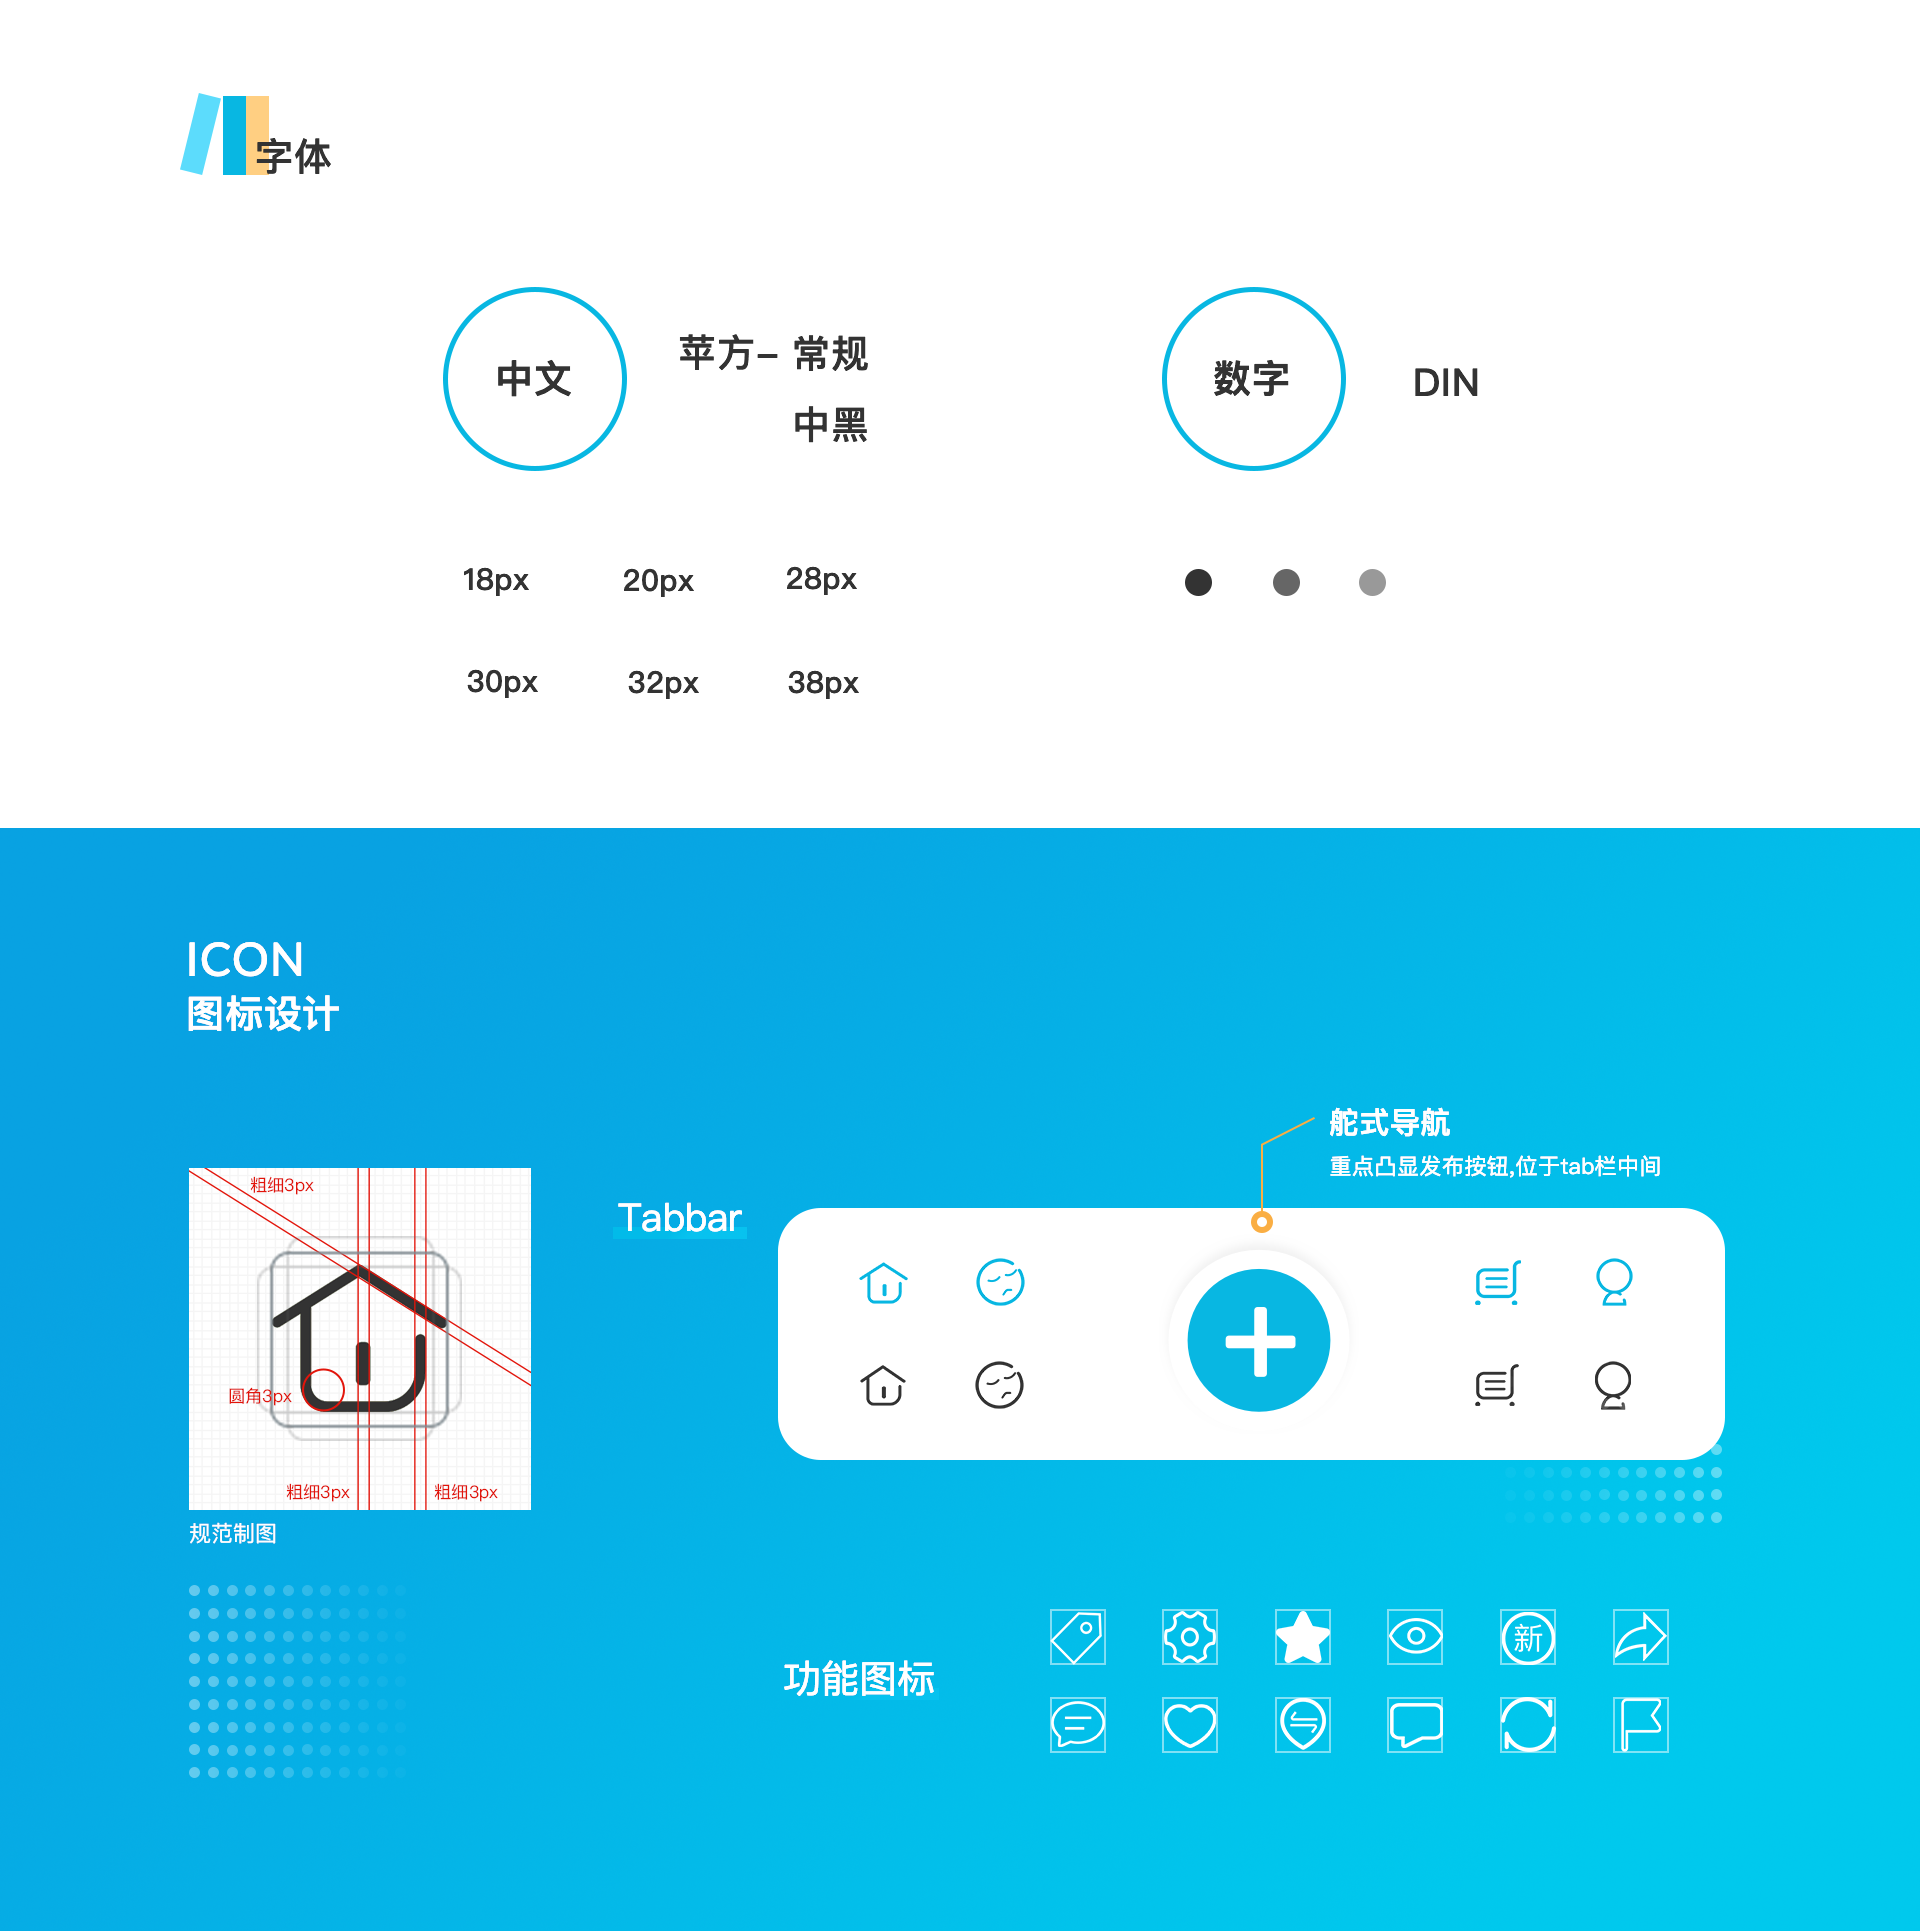 字体
中文
苹方– 常规
中黑
数字
DIN
18px
20px
28px
30px
32px
38px
ICON
图标设计
舵式导航
重点凸显发布按钮,位于tab栏中间
粗细3px
圆角3px
粗细3px
粗细3px
规范制图
Tabbar
功能图标
新